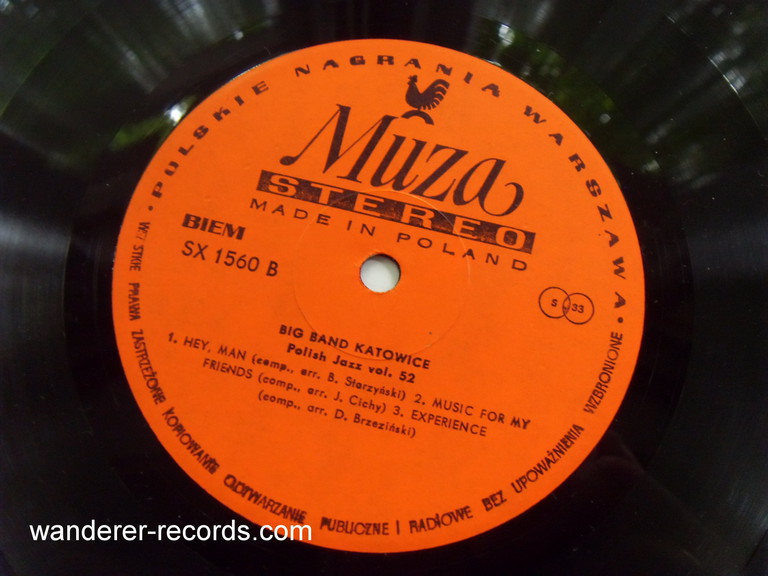 • POLSKIE NAGRANIA WARSZAWA •
Muza
STEREO
MADE IN POLAND
BIEM
SX 1560 B
S 33
BIG BAND KATOWICE
Polish Jazz vol. 52
1. HEY, MAN (comp., arr. B. Starzyński) 2. MUSIC FOR MY
FRIENDS (comp., arr. J. Cichy) 3. EXPERIENCE
(comp., arr. D. Brzeziński)
PRAWA ZASTRZEŻONE KOPIOWANIE ODTWARZANIE PUBLICZNE I RADIOWE BEZ UPOWAŻNIENIA WZBRONIONE
wanderer-records.com